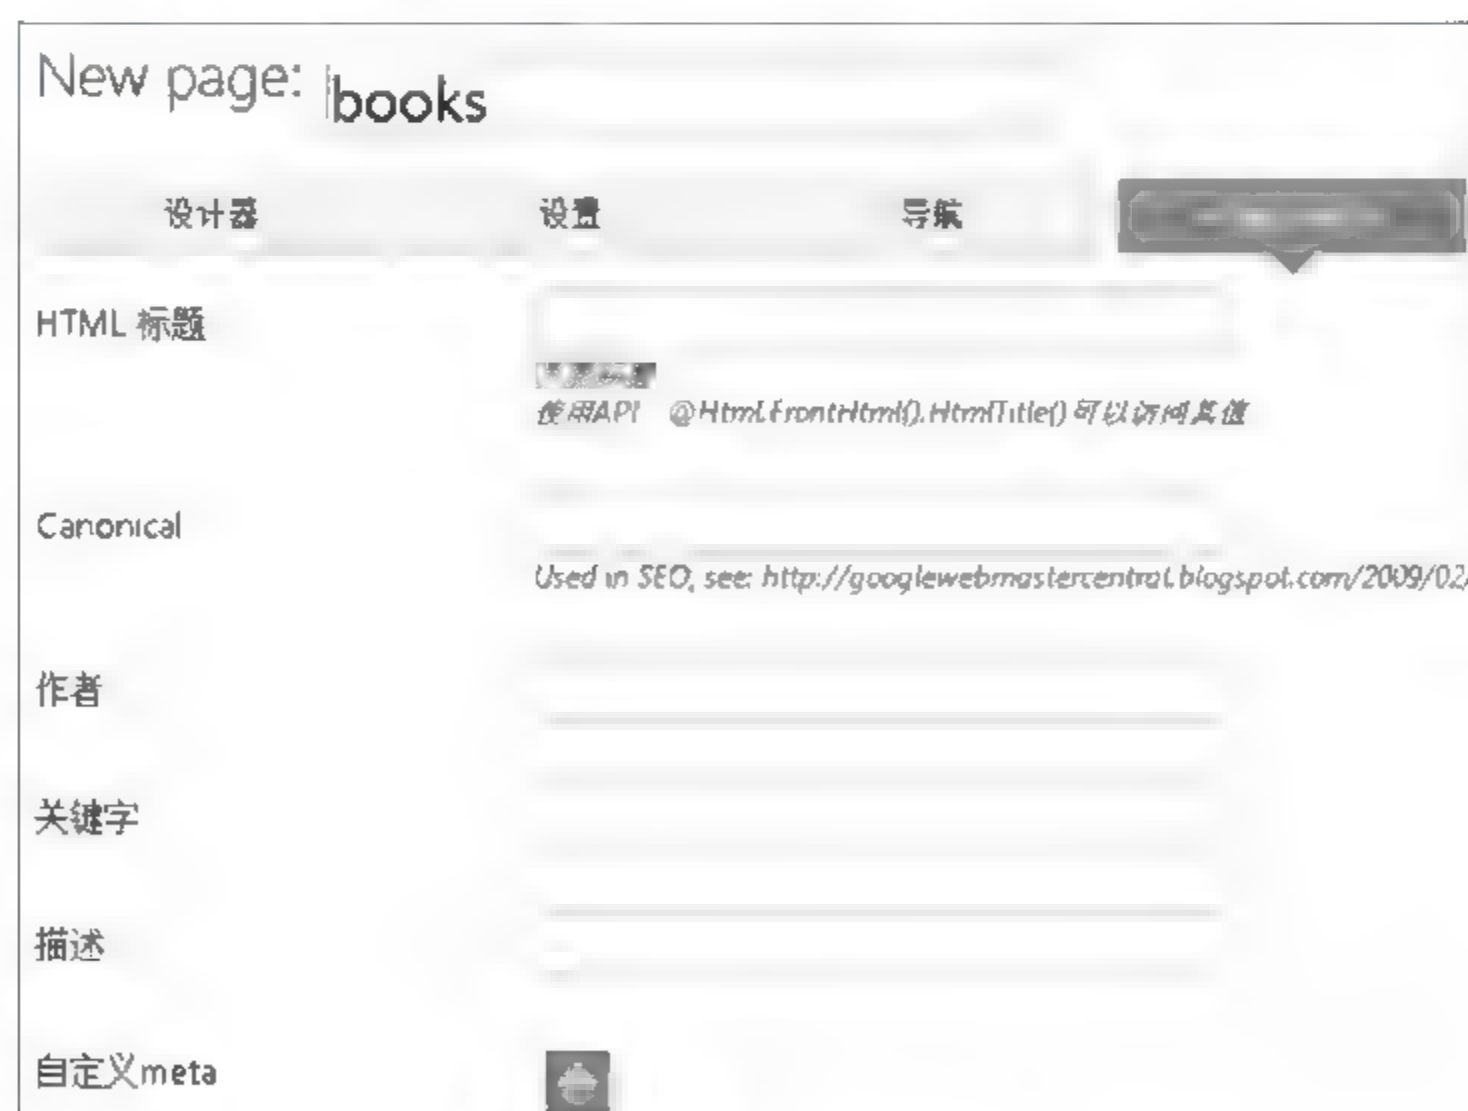 New page: books
设计器 设置 导航
HTML 标题
使用API @Html.FrontHtml().HtmlTitle()可以访问其值
Canonical
Used in SEO, see: http://googlewebmastercentral.blogspot.com/2009/02/
作者
关键字
描述
自定义meta